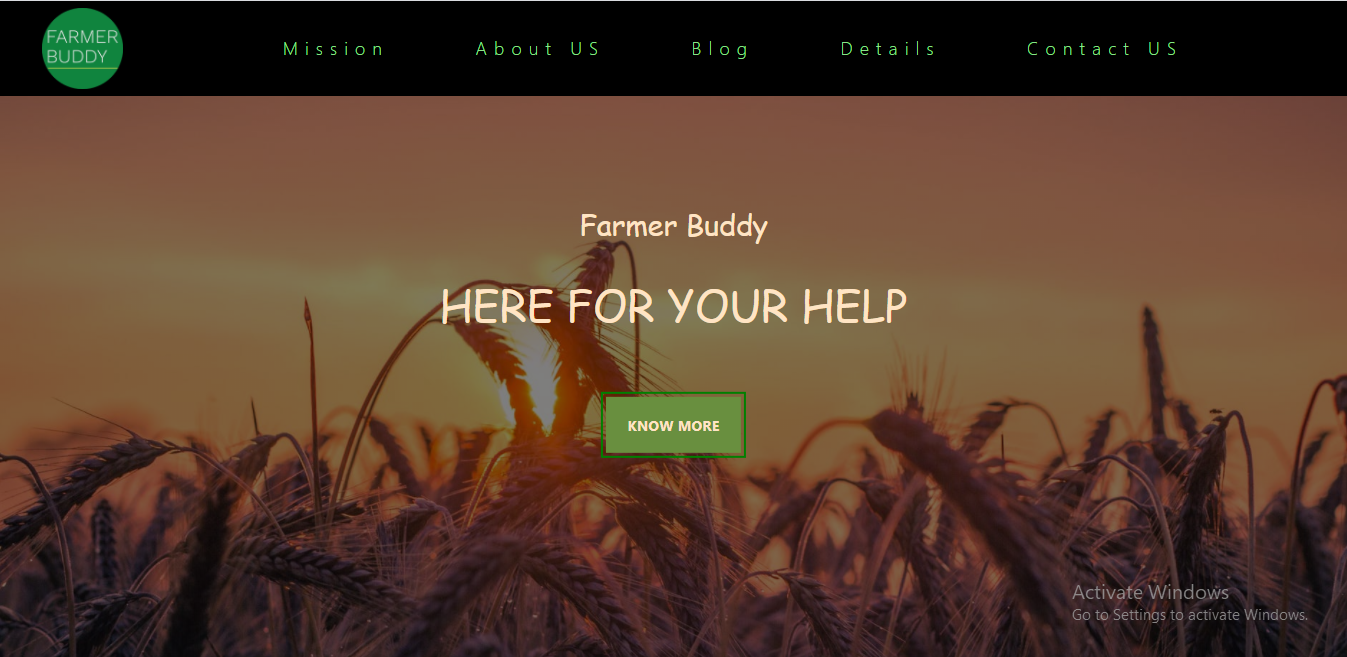 FARMER
BUDDY
Mission About US Blog Details Contact US
Farmer Buddy
HERE FOR YOUR HELP
KNOW MORE
Activate Windows
Go to Settings to activate Windows.